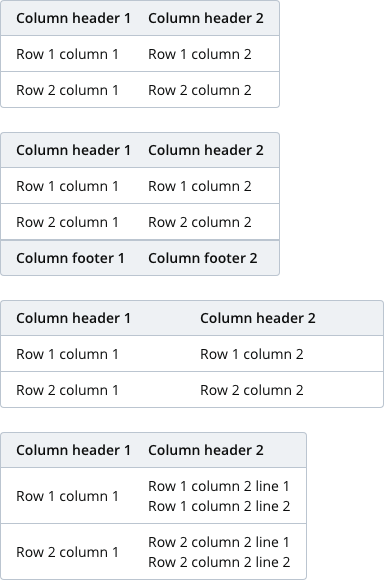 Column header 1 Column header 2
Row 1 column 1 Row 1 column 2
Row 2 column 1 Row 2 column 2
Column header 1 Column header 2
Row 1 column 1 Row 1 column 2
Row 2 column 1 Row 2 column 2
Column footer 1 Column footer 2
Column header 1 Column header 2
Row 1 column 1 Row 1 column 2
Row 2 column 1 Row 2 column 2
Column header 1 Column header 2
Row 1 column 1
Row 1 column 2 line 1
Row 1 column 2 line 2
Row 2 column 1
Row 2 column 2 line 1
Row 2 column 2 line 2